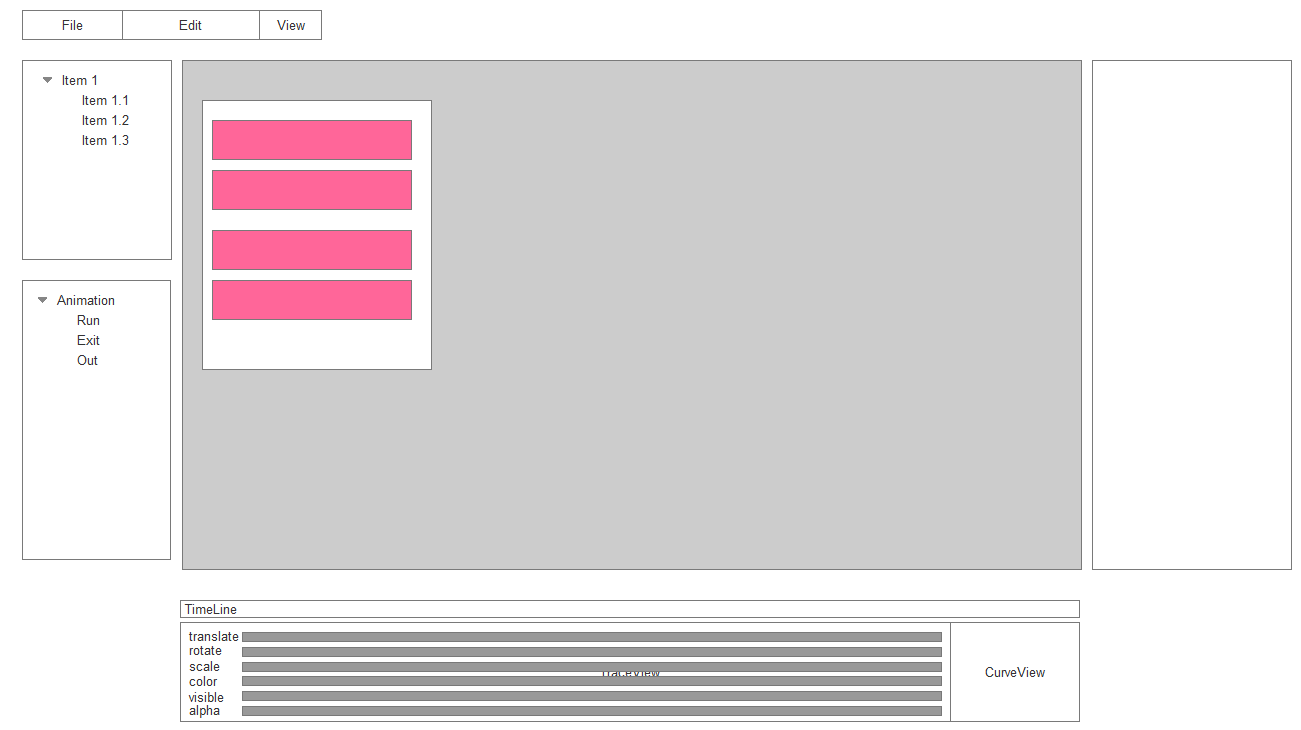 File Edit View
Item 1
Item 1.1
Item 1.2
Item 1.3
Animation
Run
Exit
Out
TimeLine
translate
rotate
scale
color
visible
alpha
TraceView
CurveView